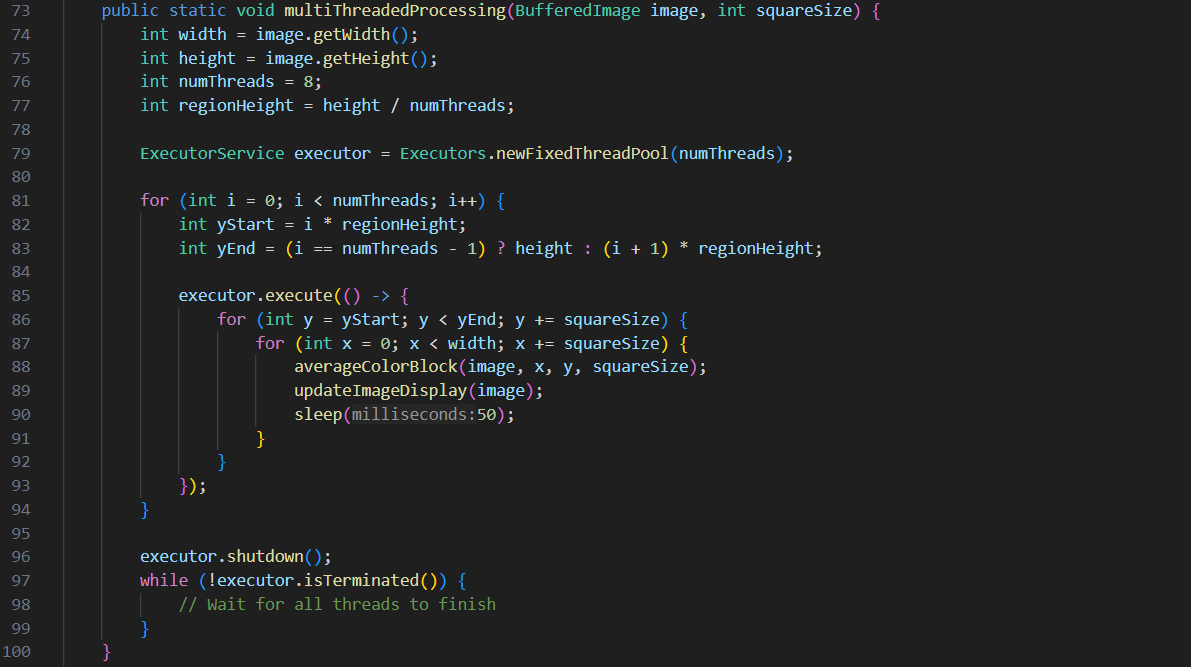 73 public static void multiThreadedProcessing(BufferedImage image, int squareSize) {
74 int width = image.getWidth();
75 int height = image.getHeight();
76 int numThreads = 8;
77 int regionHeight = height / numThreads;
78
79 ExecutorService executor = Executors.newFixedThreadPool(numThreads);
80
81 for (int i = 0; i < numThreads; i++) {
82 int yStart = i * regionHeight;
83 int yEnd = (i == numThreads - 1) ? height : (i + 1) * regionHeight;
84
85 executor.execute(() -> {
86 for (int y = yStart; y < yEnd; y += squareSize) {
87 for (int x = 0; x < width; x += squareSize) {
88 averageColorBlock(image, x, y, squareSize);
89 updateImageDisplay(image);
90 sleep(milliseconds:50);
91 }
92 }
93 });
94 }
95
96 executor.shutdown();
97 while (!executor.isTerminated()) {
98 // Wait for all threads to finish
99 }
100 }